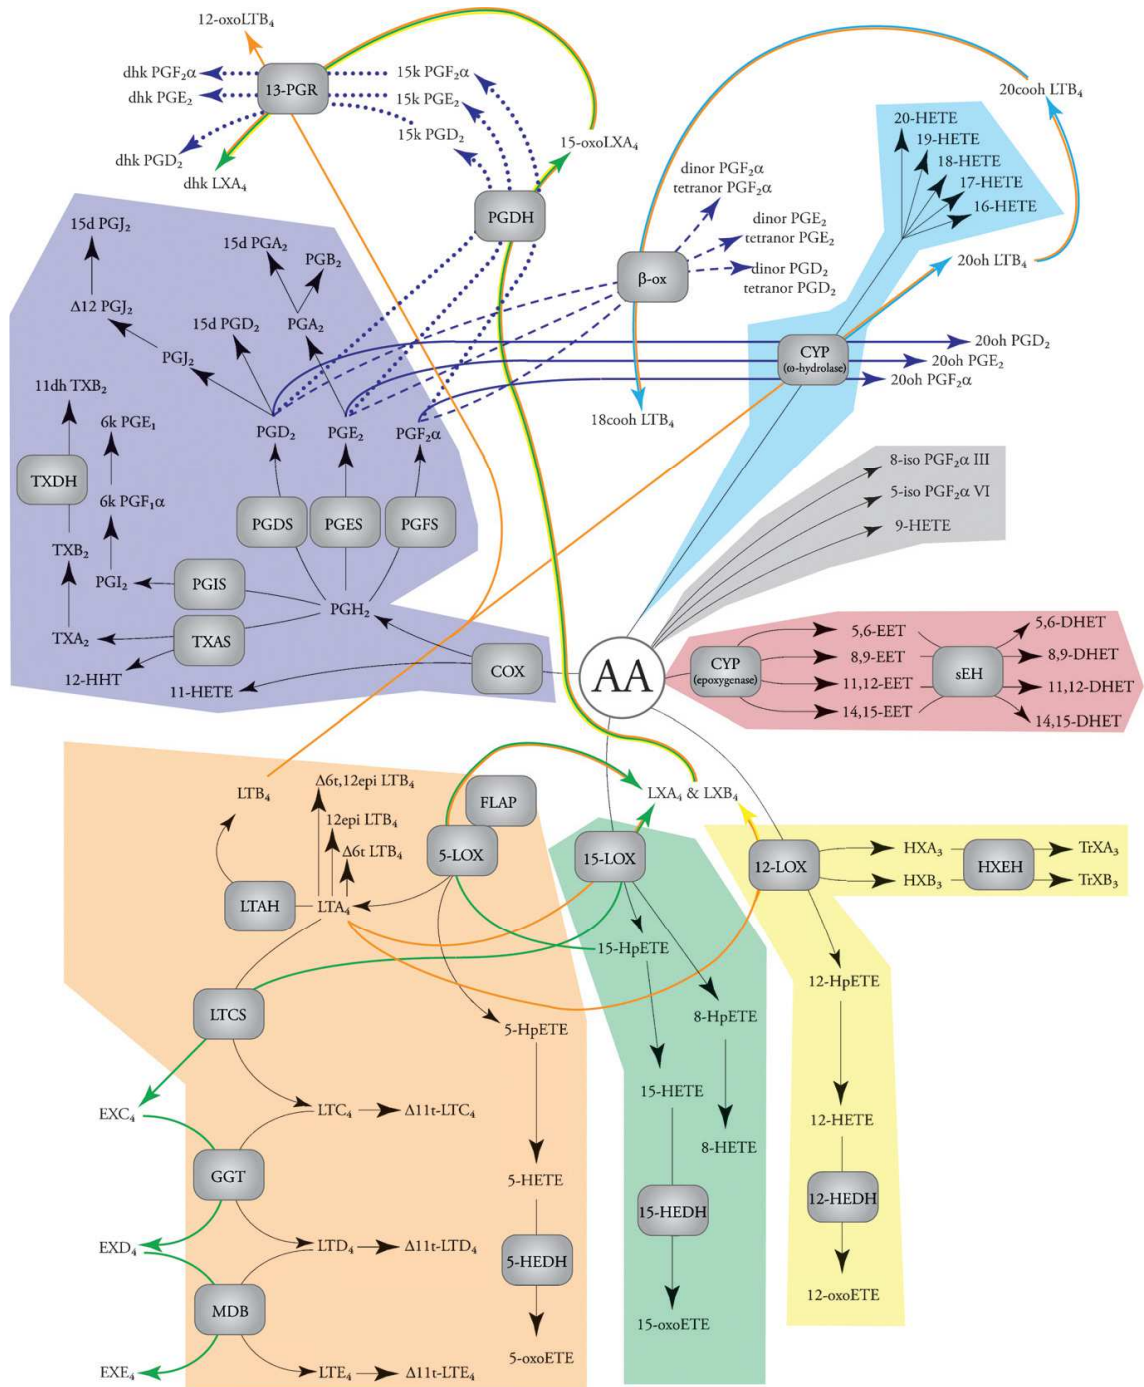 12-oxoLTB₄
dhk PGF₂α
dhk PGE₂
dhk PGD₂
dhk LXA₄
13-PGR
15k PGF₂α
15k PGE₂
15k PGD₂
15-oxoLXA₄
PGDH
20cooh LTB₄
20-HETE
19-HETE
18-HETE
17-HETE
16-HETE
20oh LTB₄
dinor PGF₂α
tetranor PGF₂α
dinor PGE₂
tetranor PGE₂
dinor PGD₂
tetranor PGD₂
β-ox
18cooh LTB₄
CYP
(ω-hydrolase)
20oh PGD₂
20oh PGE₂
20oh PGF₂α
15d PGJ₂
Δ12 PGJ₂
PGJ₂
15d PGA₂
PGB₂
PGA₂
15d PGD₂
11dh TXB₂
6k PGE₁
PGD₂
PGE₂
PGF₂α
TXDH
6k PGF₁α
TXB₂
PGI₂
TXA₂
12-HHT
11-HETE
PGIS
TXAS
PGDS
PGES
PGFS
PGH₂
COX
AA
8-iso PGF₂α III
5-iso PGF₂α VI
9-HETE
CYP
(epoxygenase)
5,6-EET
8,9-EET
11,12-EET
14,15-EET
sEH
5,6-DHET
8,9-DHET
11,12-DHET
14,15-DHET
LTB₄
Δ6t,12epi LTB₄
12epi LTB₄
Δ6t LTB₄
FLAP
5-LOX
LTAH
LTA₄
LXA₄ & LXB₄
15-LOX
12-LOX
HXA₃
HXB₃
HXEH
TrXA₃
TrXB₃
15-HpETE
8-HpETE
12-HpETE
LTCS
5-HpETE
15-HETE
8-HETE
12-HETE
EXC₄
LTC₄
Δ11t-LTC₄
GGT
5-HETE
15-HEDH
12-HEDH
EXD₄
LTD₄
Δ11t-LTD₄
5-HEDH
MDB
12-oxoETE
15-oxoETE
5-oxoETE
EXE₄
LTE₄
Δ11t-LTE₄